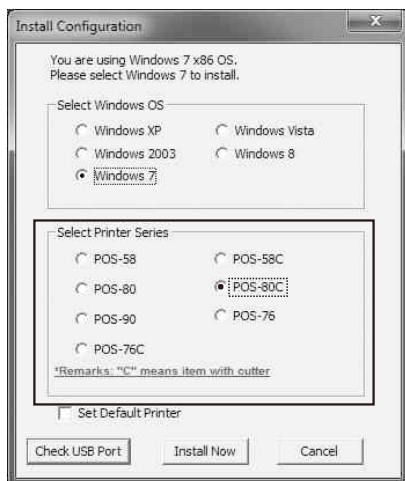 Install Configuration
X
You are using Windows 7 x86 OS.
Please select Windows 7 to install.
Select Windows OS
Windows XP Windows Vista
Windows 2003 Windows 8
Windows 7
Select Printer Series
POS-58 POS-58C
POS-80 POS-80C
POS-90 POS-76
POS-76C
*Remarks: "C" means item with cutter
Set Default Printer
Check USB Port Install Now Cancel